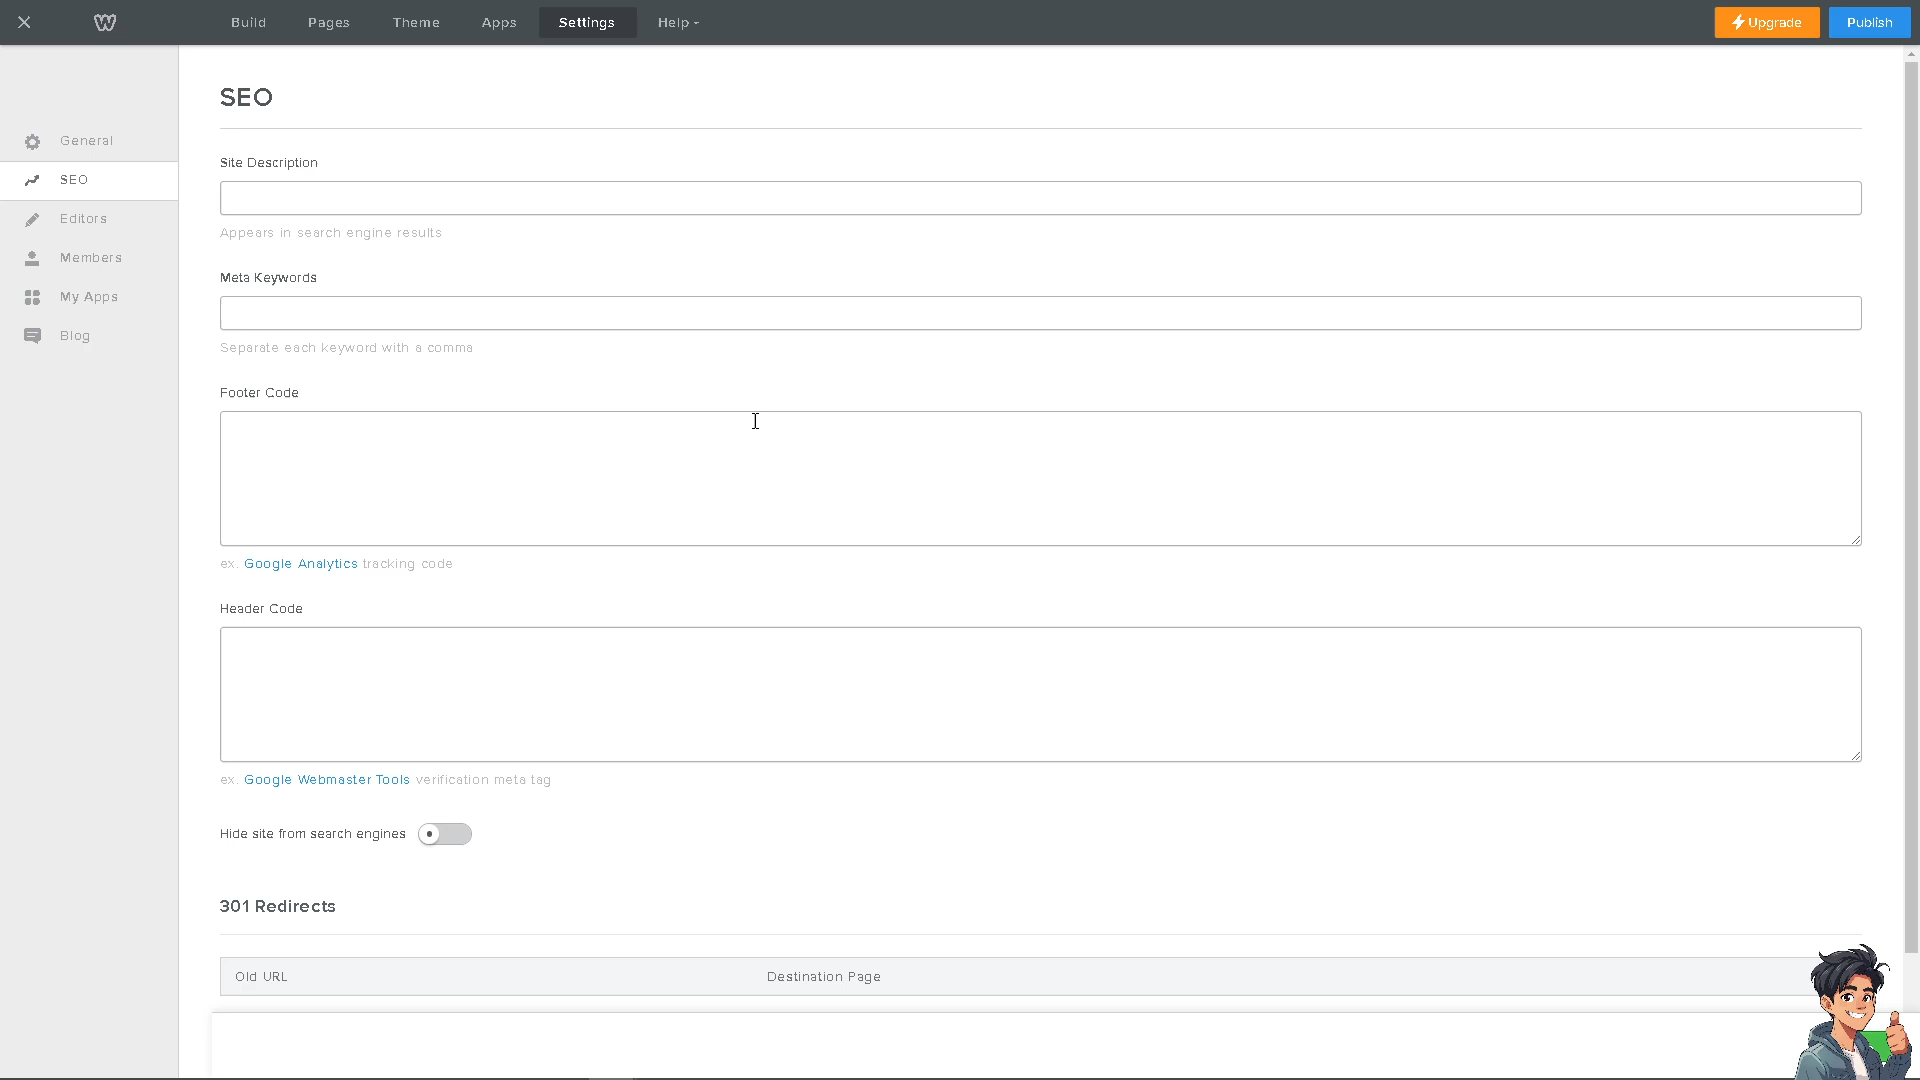 Build Pages Theme Apps Settings Help Upgrade Publish
General
SEO
Editors
Members
My Apps
Blog
SEO
Site Description
Appears in search engine results
Meta Keywords
Separate each keyword with a comma
Footer Code
ex. Google Analytics tracking code
Header Code
ex. Google Webmaster Tools verification meta tag
Hide site from search engines
301 Redirects
Old URL Destination Page